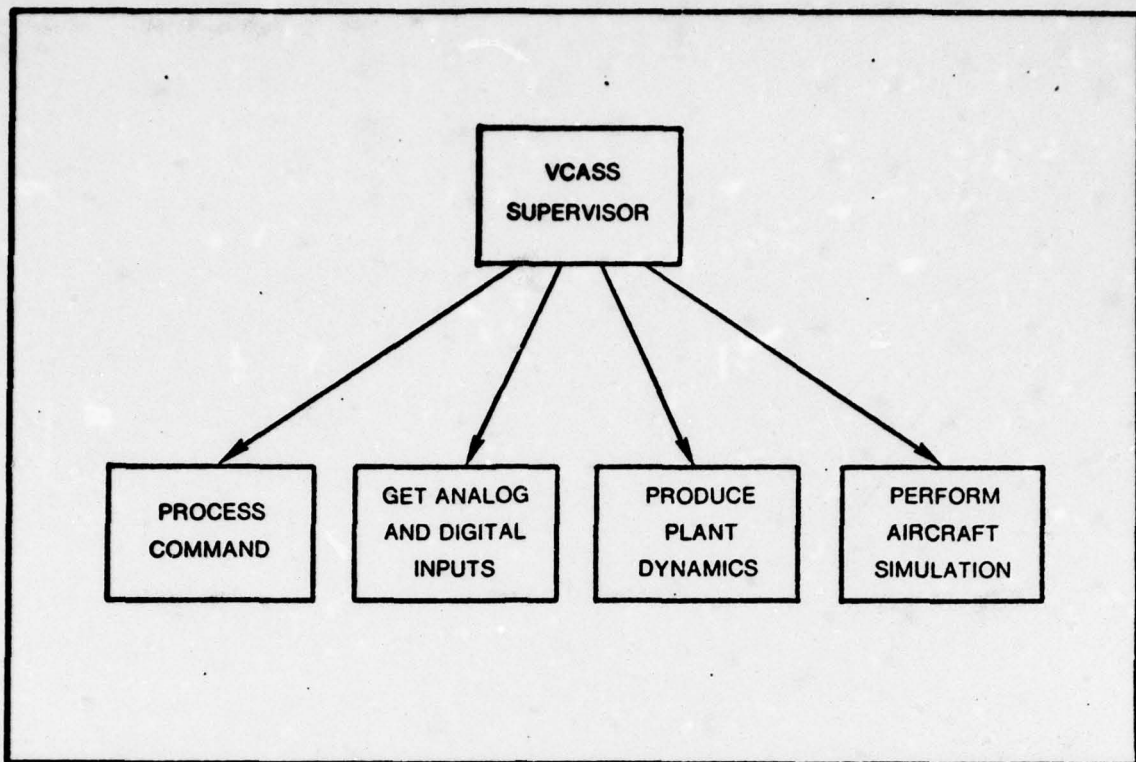 VCASS
SUPERVISOR
PROCESS
COMMAND
GET ANALOG
AND DIGITAL
INPUTS
PRODUCE
PLANT
DYNAMICS
PERFORM
AIRCRAFT
SIMULATION